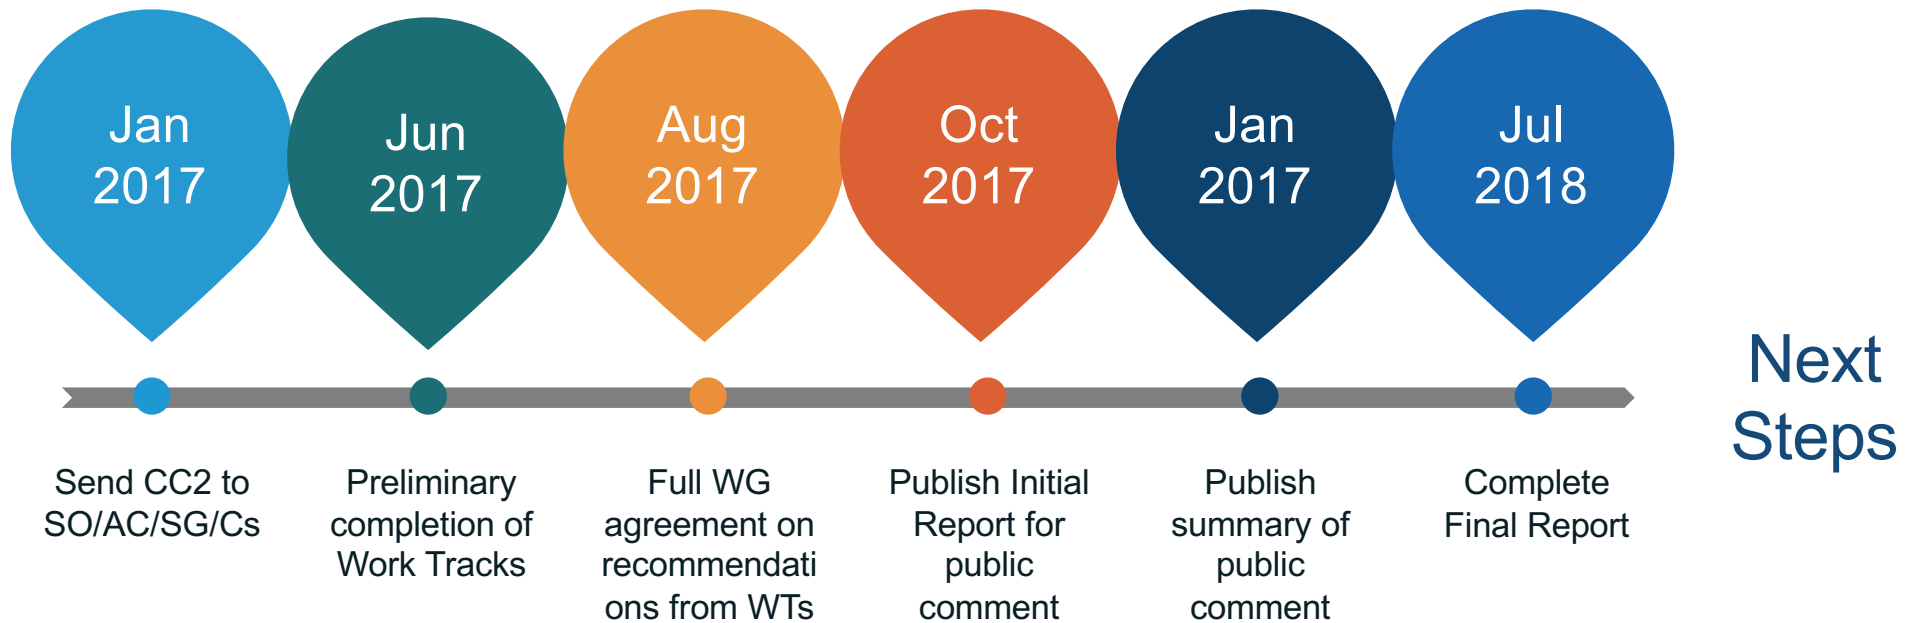 Jan
2017
Jun
2017
Aug
2017
Oct
2017
Jan
2017
Jul
2018
Next
Steps
Send CC2 to
SO/AC/SG/Cs
Preliminary
completion of
Work Tracks
Full WG
agreement on
recommendati
ons from WTs
Publish Initial
Report for
public
comment
Publish
summary of
public
comment
Complete
Final Report